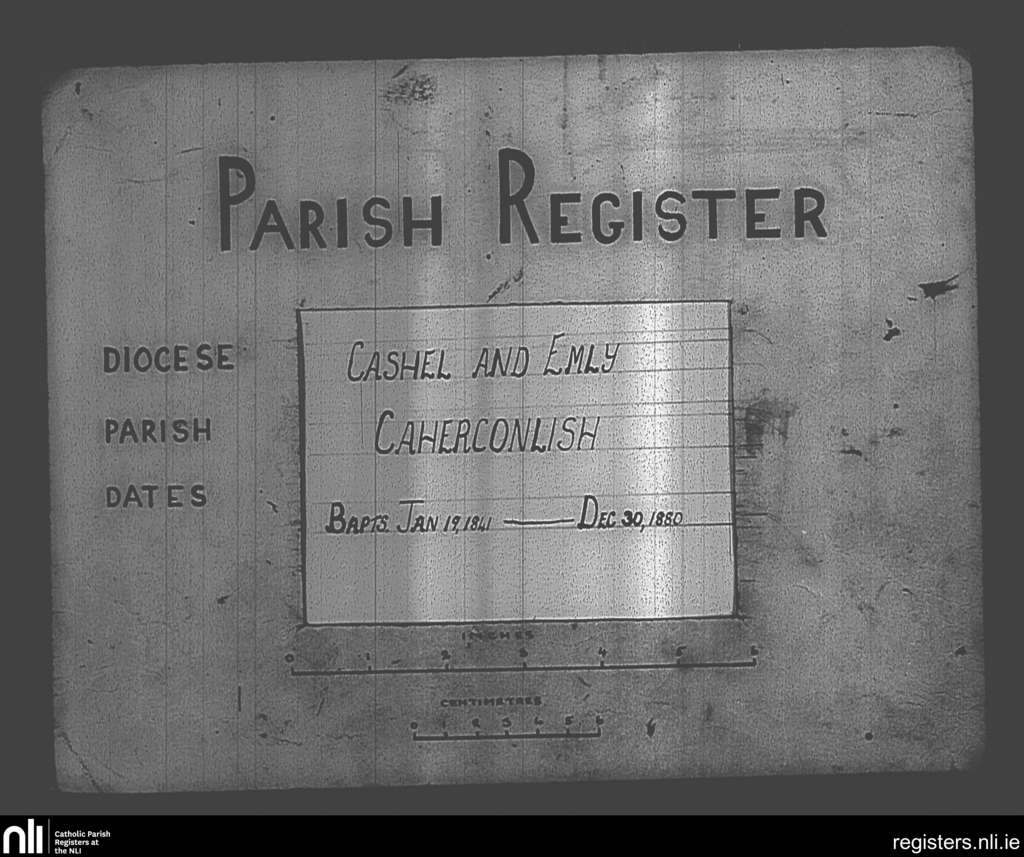 PARISH REGISTER
DIOCESE CASHEL AND EMLY
PARISH CAHERCONLISH
DATES BAPTS. JAN 19, 1841 — DEC 30, 1880
INCHES
0 1 2 3 4 5 6
CENTIMETRES
0 1 2 3 4 5 6
nli Catholic Parish
Registers at
the NLI
registers.nli.ie